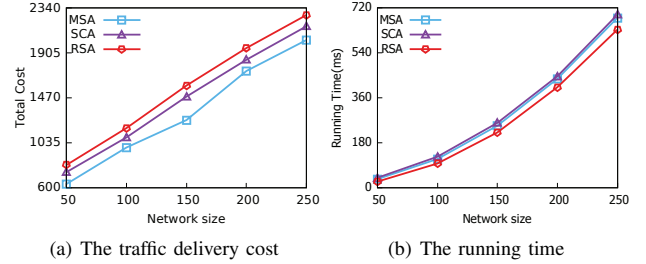 2340
1905
1470
1035
600
Total Cost
MSA
SCA
RSA
50 100 150 200 250
Network size
(a) The traffic delivery cost
720
540
360
180
0
Running Time(ms)
MSA
SCA
RSA
50 100 150 200 250
Network size
(b) The running time